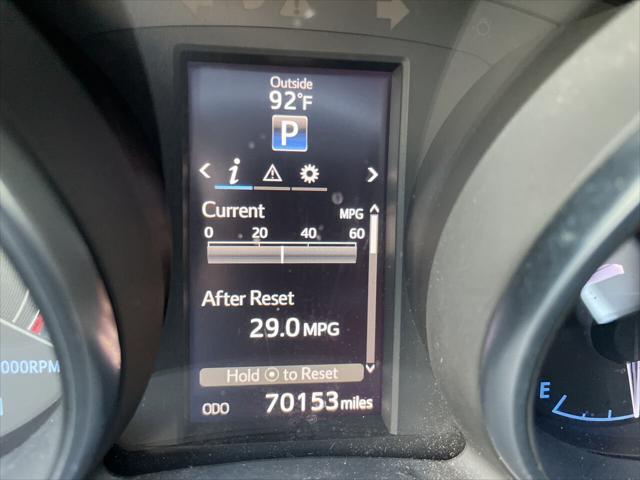 Outside
92°F
P
< i >
Current MPG
0 20 40 60
After Reset
29.0 MPG
Hold to Reset
ODO 70153 miles
000RPM
E